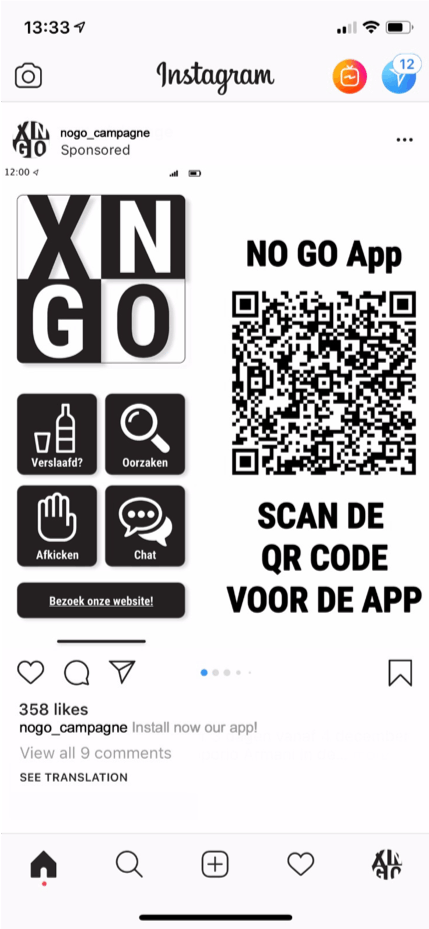 13:33
Instagram
12
nogo_campagne
Sponsored
12:00
XN
GO
NO GO App
Verslaafd?
Oorzaken
Afkicken
Chat
Bezoek onze website!
SCAN DE
QR CODE
VOOR DE APP
358 likes
nogo_campagne Install now our app!
View all 9 comments
SEE TRANSLATION